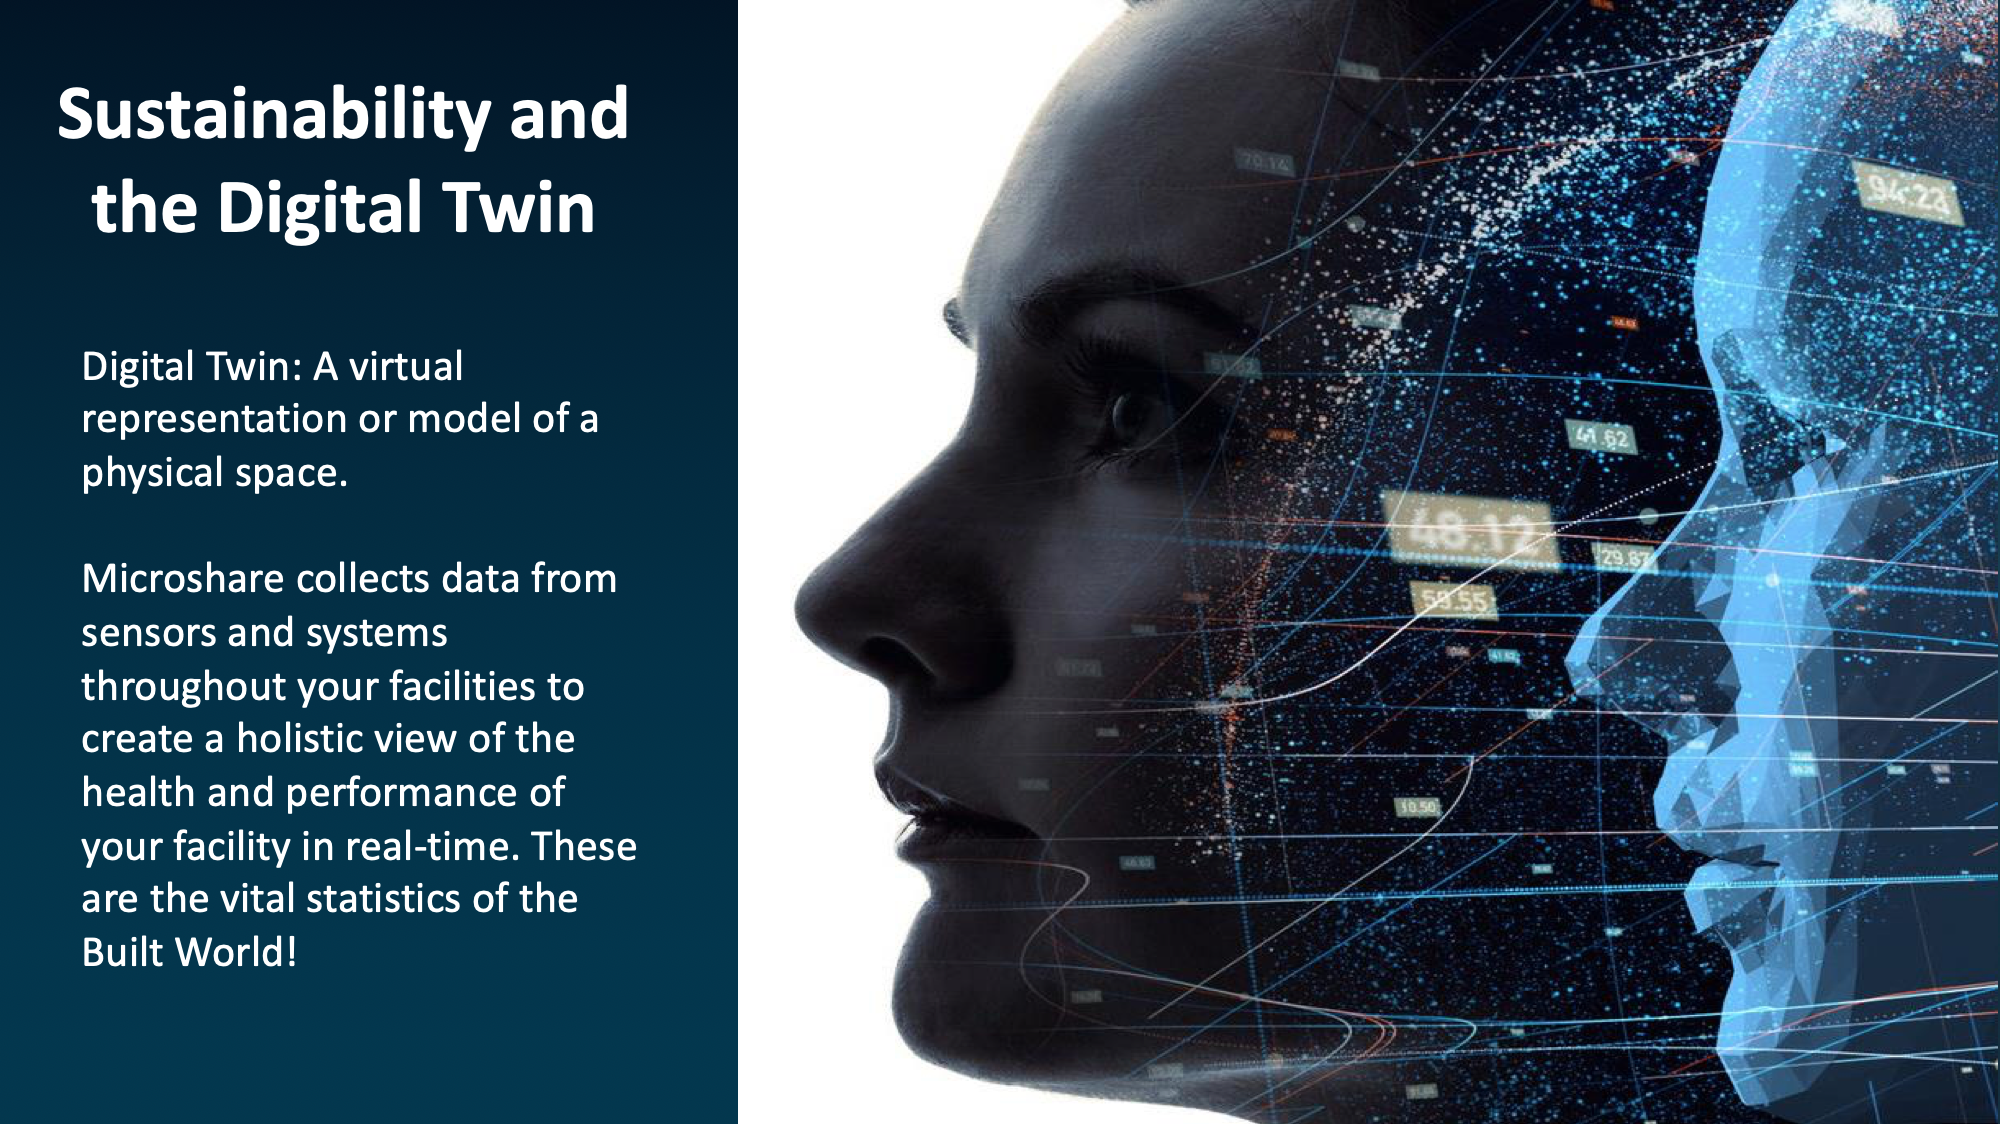 Sustainability and
the Digital Twin
Digital Twin: A virtual
representation or model of a
physical space.
Microshare collects data from
sensors and systems
throughout your facilities to
create a holistic view of the
health and performance of
your facility in real-time. These
are the vital statistics of the
Built World!
70.14
94.23
41.62
48.12
29.87
59.55
10.50